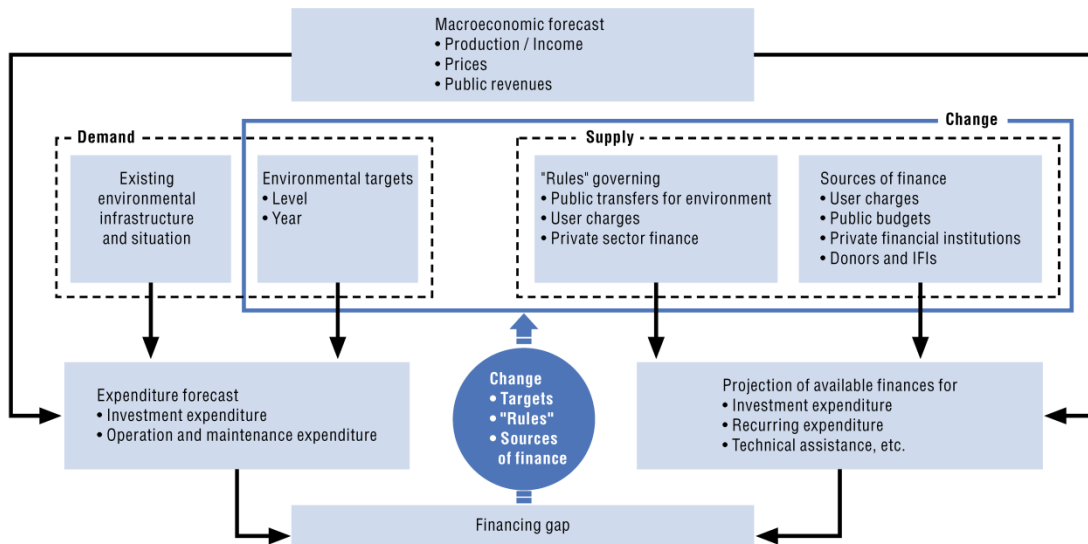 Macroeconomic forecast
• Production / Income
• Prices
• Public revenues
Change
Demand
Supply
Existing
environmental
infrastructure
and situation
Environmental targets
• Level
• Year
"Rules" governing
• Public transfers for environment
• User charges
• Private sector finance
Sources of finance
• User charges
• Public budgets
• Private financial institutions
• Donors and IFIs
Expenditure forecast
• Investment expenditure
• Operation and maintenance expenditure
Change
• Targets
• "Rules"
• Sources
of finance
Projection of available finances for
• Investment expenditure
• Recurring expenditure
• Technical assistance, etc.
Financing gap